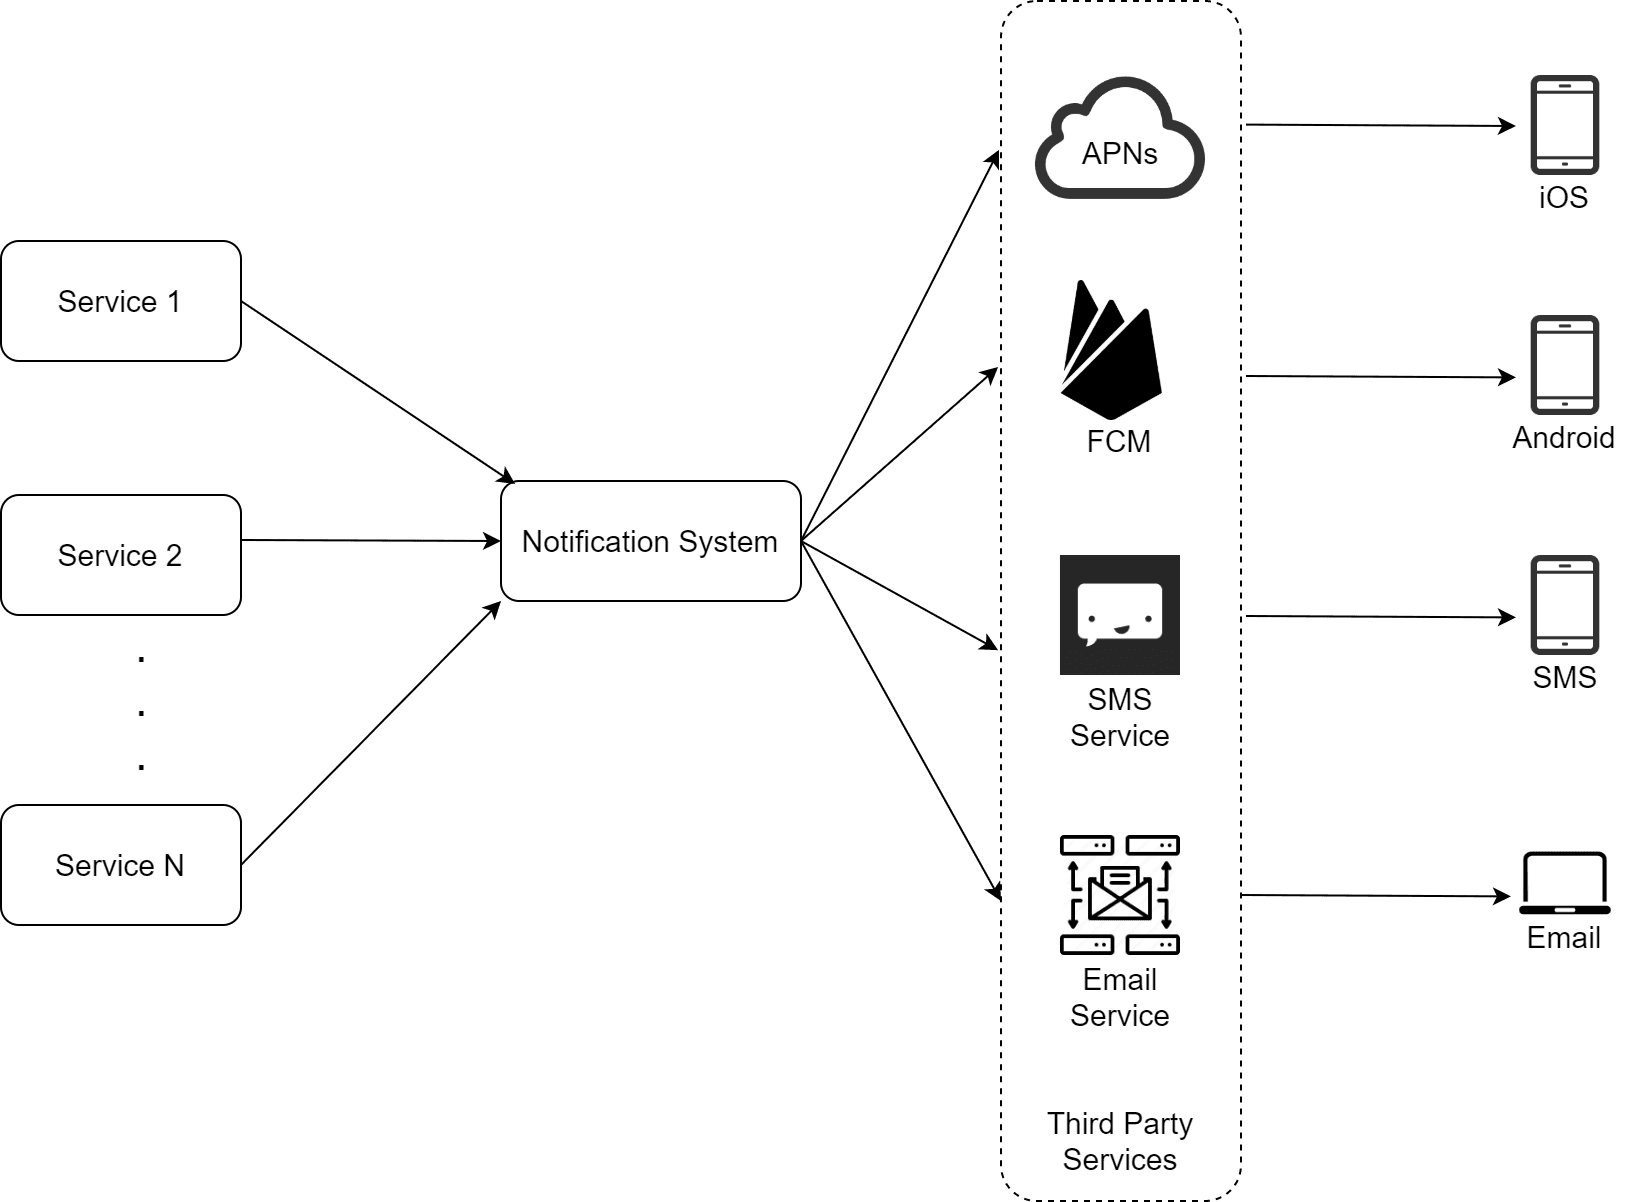 APNs
iOS
Service 1
FCM
Android
Notification System
Service 2
.
.
.
SMS
Service
SMS
Service N
Email
Service
Email
Third Party
Services